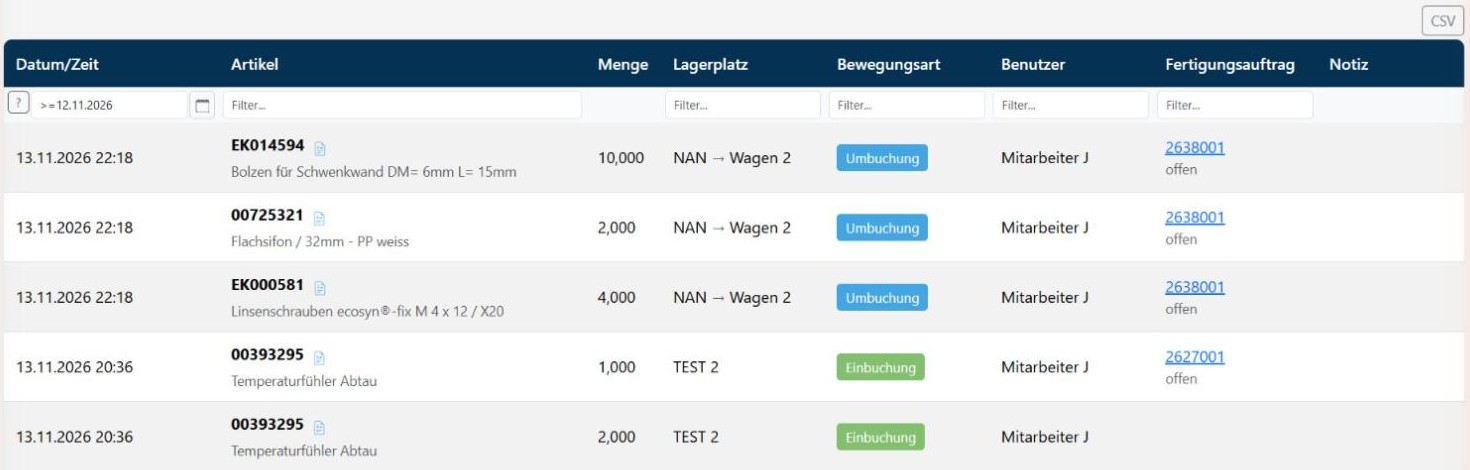 CSV
Datum/Zeit Artikel Menge Lagerplatz Bewegungsart Benutzer Fertigungsauftrag Notiz
? >=12.11.2026 Filter... Filter... Filter... Filter... Filter...
13.11.2026 22:18 EK014594 10,000 NAN → Wagen 2 Umbuchung Mitarbeiter J 2638001
Bolzen für Schwenkwand DM= 6mm L= 15mm offen
13.11.2026 22:18 00725321 2,000 NAN → Wagen 2 Umbuchung Mitarbeiter J 2638001
Flachsifon / 32mm - PP weiss offen
13.11.2026 22:18 EK000581 4,000 NAN → Wagen 2 Umbuchung Mitarbeiter J 2638001
Linsenschrauben ecosyn®-fix M 4 x 12 / X20 offen
13.11.2026 20:36 00393295 1,000 TEST 2 Einbuchung Mitarbeiter J 2627001
Temperaturfühler Abtau offen
13.11.2026 20:36 00393295 2,000 TEST 2 Einbuchung Mitarbeiter J
Temperaturfühler Abtau